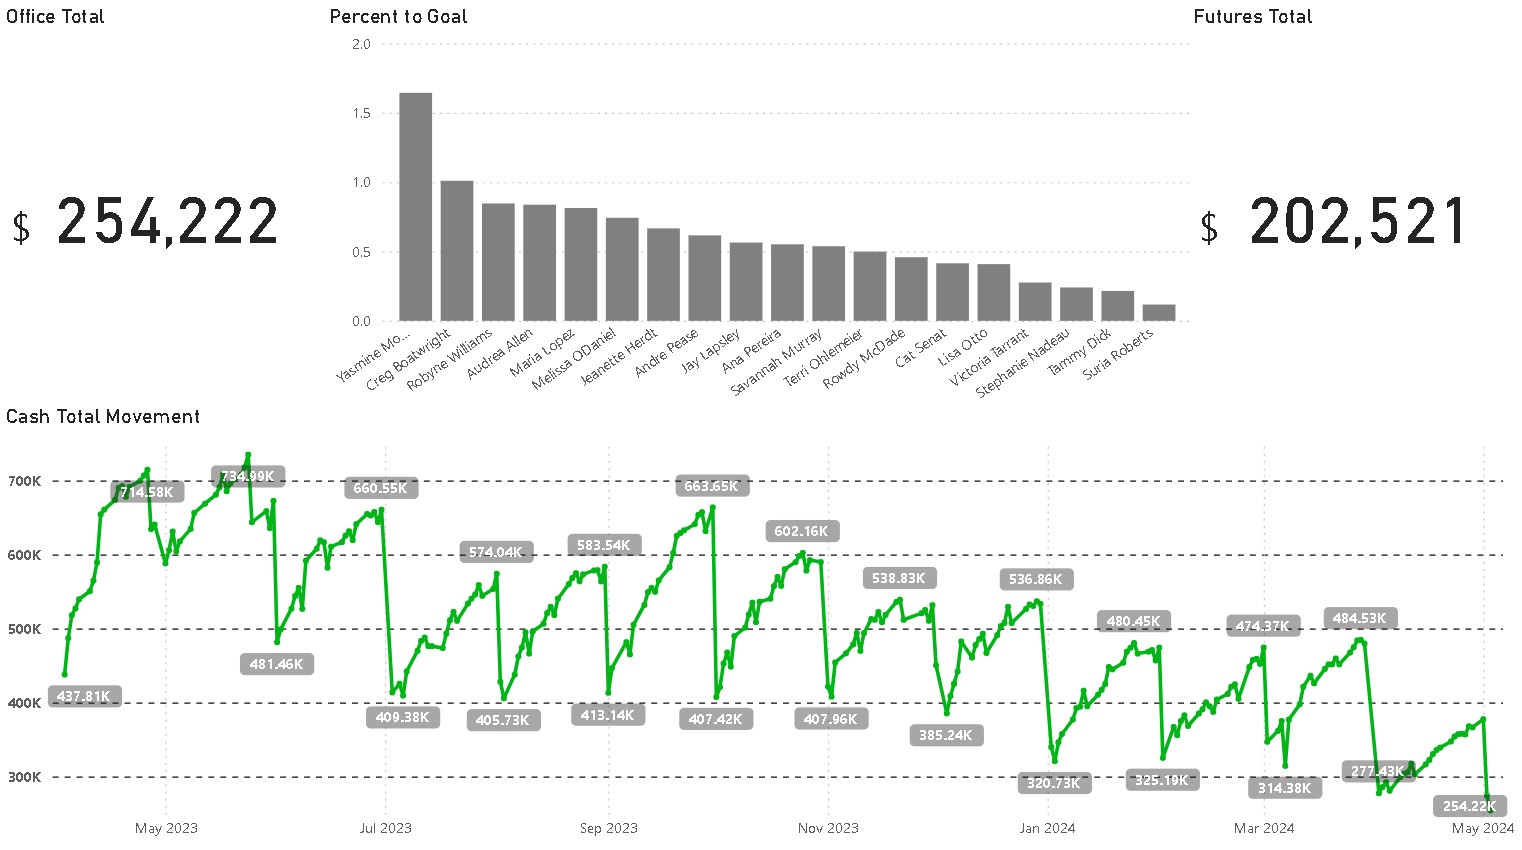 Office Total
Percent to Goal
Futures Total
$ 254,222
2.0
1.5
1.0
0.5
0.0
Yasmine Mo...
Creg Boatwright
Robyne Williams
Audrea Allen
Maria Lopez
Melissa ODaniel
Jeanette Herdt
Andre Pease
Jay Lapsley
Ana Pereira
Savannah Murray
Terri Ohlemeier
Rowdy McDade
Cat Senat
Lisa Otto
Victoria Tarrant
Stephanie Nadeau
Tammy Dick
Suria Roberts
$ 202,521
Cash Total Movement
700K
600K
500K
400K
300K
437.81K
714.58K
734.99K
481.46K
660.55K
409.38K
574.04K
405.73K
583.54K
413.14K
663.65K
407.42K
602.16K
407.96K
538.83K
385.24K
536.86K
320.73K
480.45K
325.19K
474.37K
314.38K
484.53K
277.43K
254.22K
May 2023
Jul 2023
Sep 2023
Nov 2023
Jan 2024
Mar 2024
May 2024